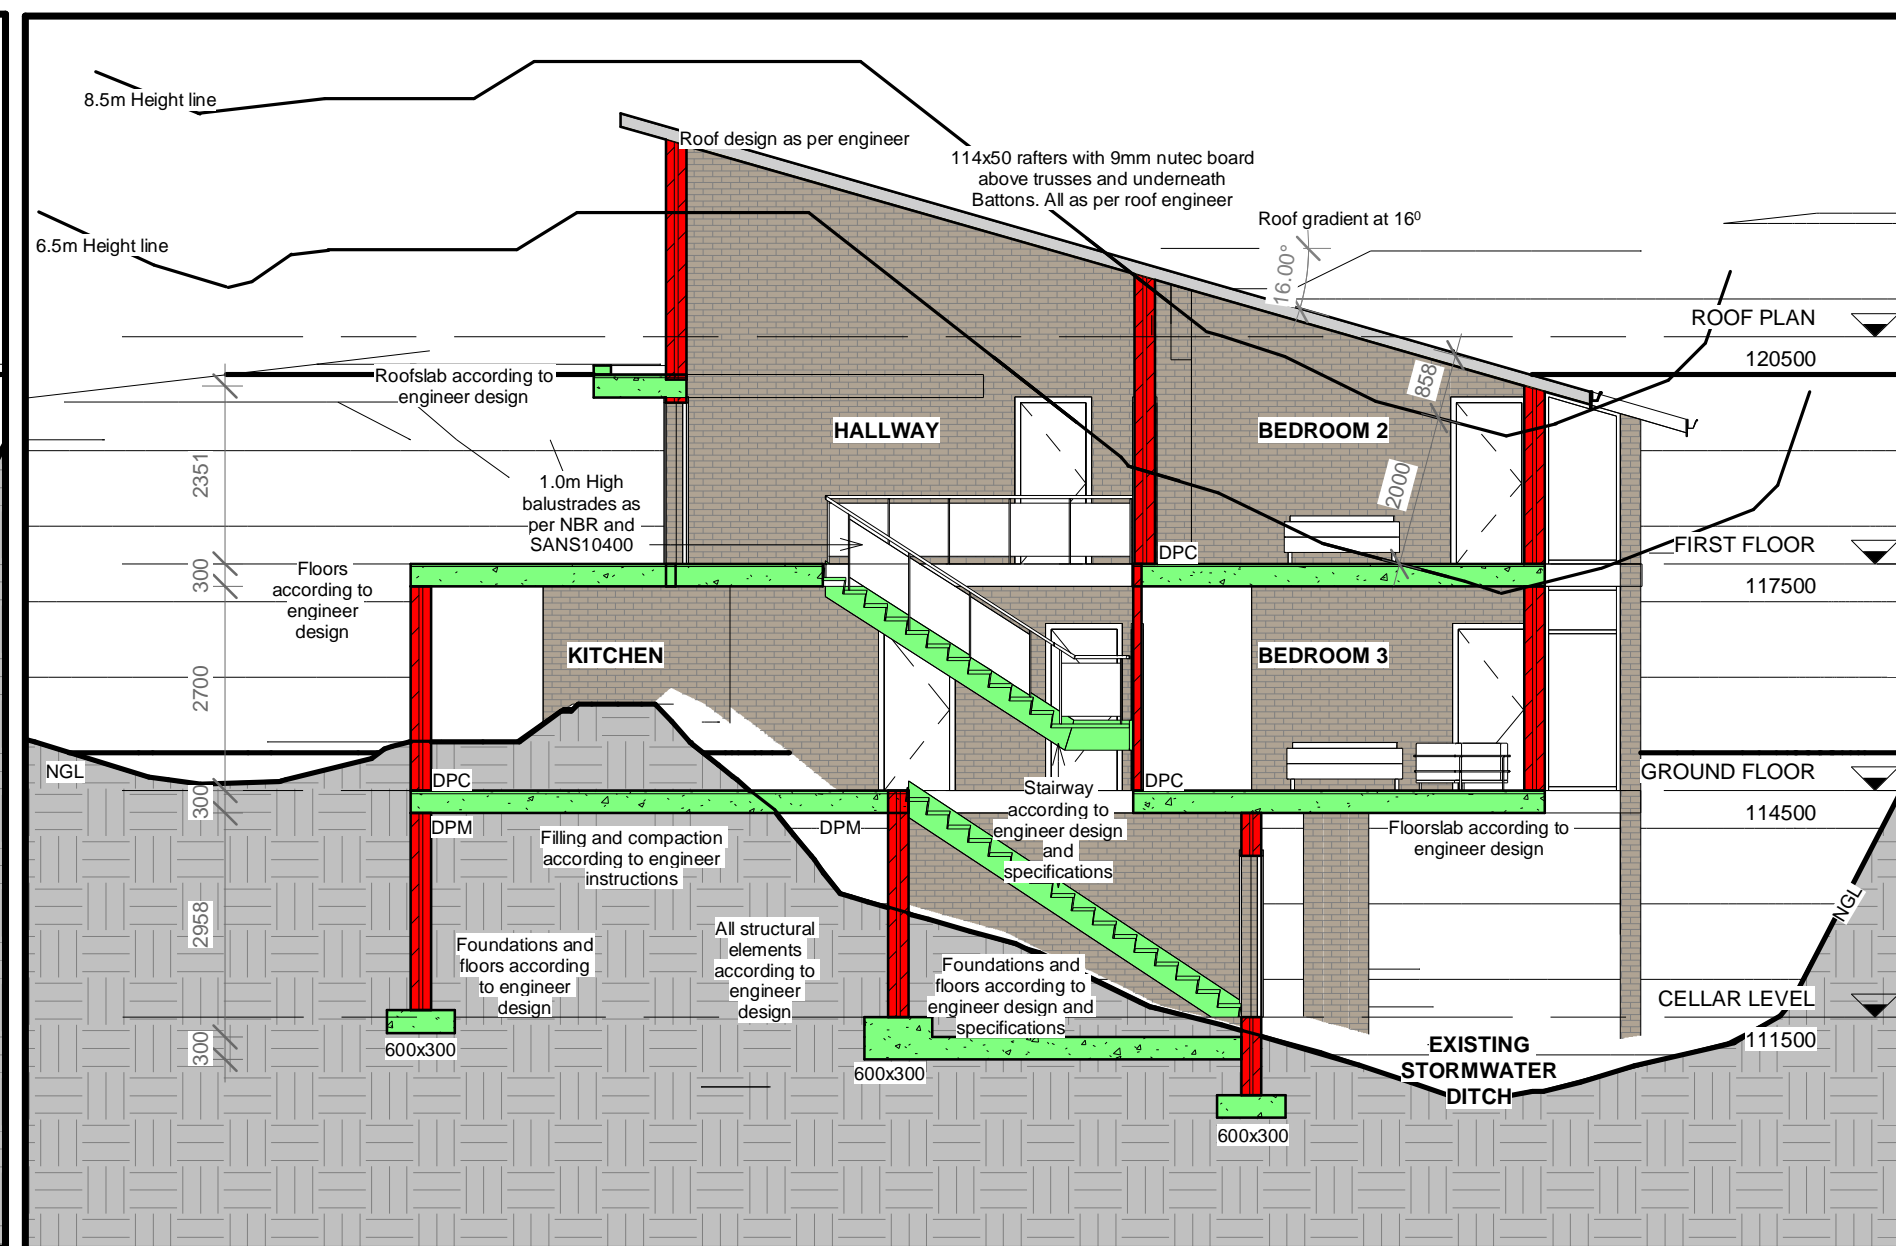 8.5m Height line
Roof design as per engineer
114x50 rafters with 9mm nutec board
above trusses and underneath
Battons. All as per roof engineer
Roof gradient at 16⁰
6.5m Height line
16.00°
ROOF PLAN
120500
Roofslab according to
engineer design
858
HALLWAY
BEDROOM 2
2351
2000
1.0m High
balustrades as
per NBR and
SANS10400
DPC
FIRST FLOOR
117500
300
Floors
according to
engineer
design
KITCHEN
BEDROOM 3
2700
NGL
DPC
DPC
GROUND FLOOR
114500
300
Stairway
according to
engineer design
and
specifications
DPM
DPM
Filling and compaction
according to engineer
instructions
Floorslab according to
engineer design
NGL
2958
Foundations and
floors according
to engineer
design
All structural
elements
according to
engineer
design
Foundations and
floors according to
engineer design and
specifications
CELLAR LEVEL
111500
300
600x300
600x300
600x300
EXISTING
STORMWATER
DITCH